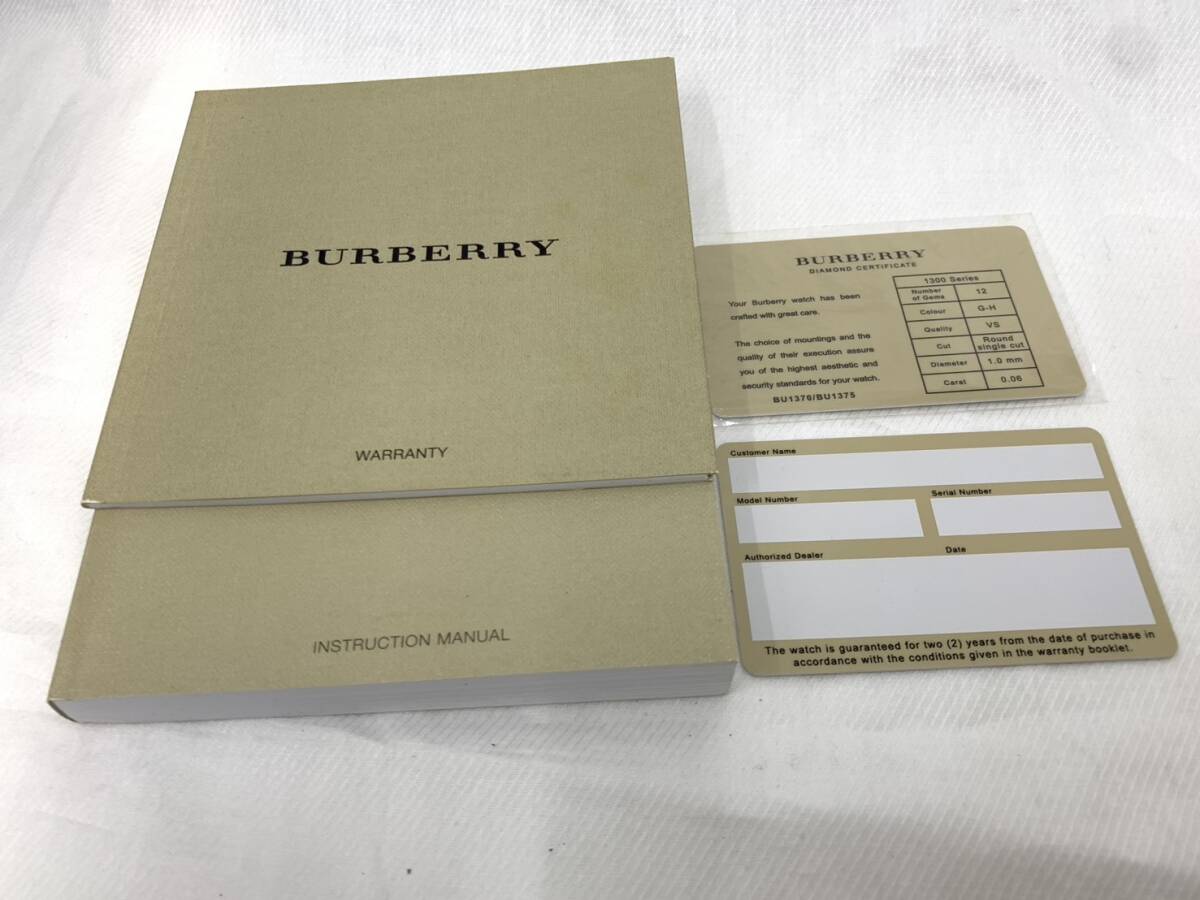 BURBERRY
WARRANTY
INSTRUCTION MANUAL
BURBERRY
DIAMOND CERTIFICATE
Your Burberry watch has been
crafted with great care.
The choice of mountings and the
quality of their execution assure
you of the highest aesthetic and
security standards for your watch.
BU1370/BU1375
1300 Series
Number of Gems 12
Colour G-H
Quality VS
Cut Round single cut
Diameter 1.0 mm
Carat 0.06
Customer Name
Model Number Serial Number
Authorized Dealer Date
The watch is guaranteed for two (2) years from the date of purchase in
accordance with the conditions given in the warranty booklet.